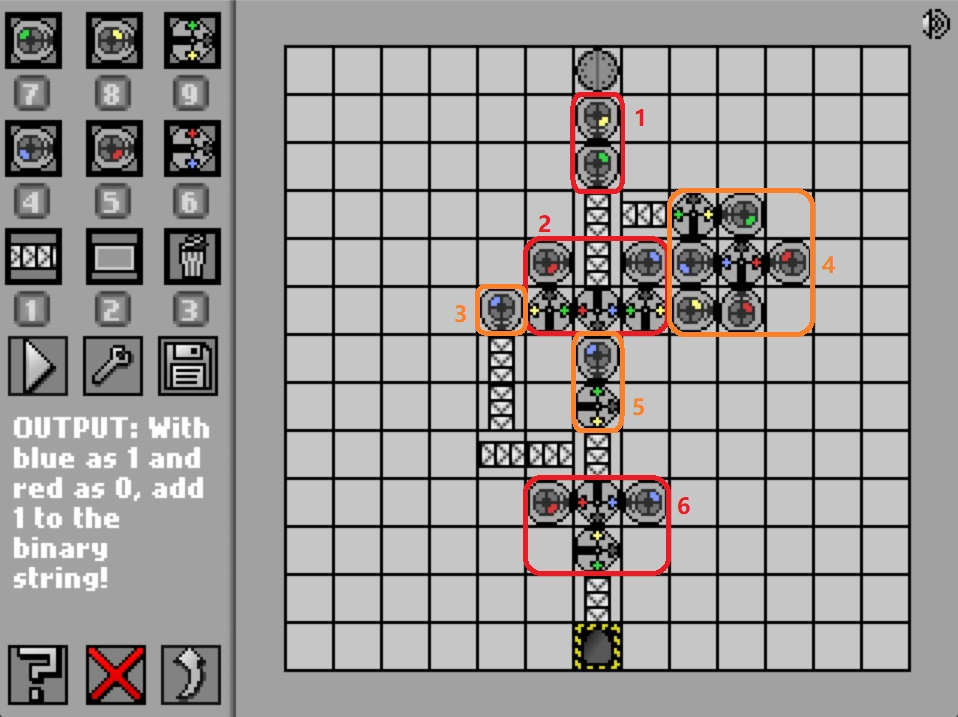 7 8 9
1
4 5 6
2
4
3
1 2 3
5
OUTPUT: With
blue as 1 and
red as 0, add
1 to the
binary
string!
6